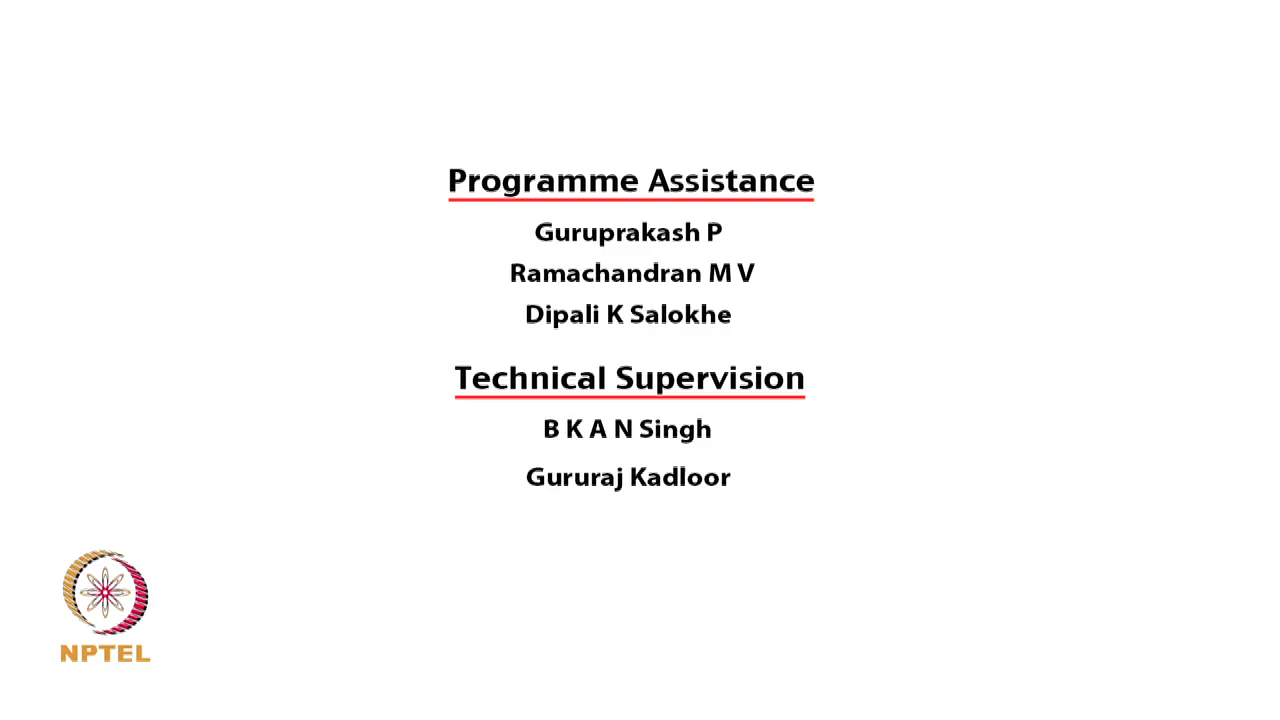 Programme Assistance
Guruprakash P
Ramachandran M V
Dipali K Salokhe
Technical Supervision
B K A N Singh
Gururaj Kadloor
NPTEL